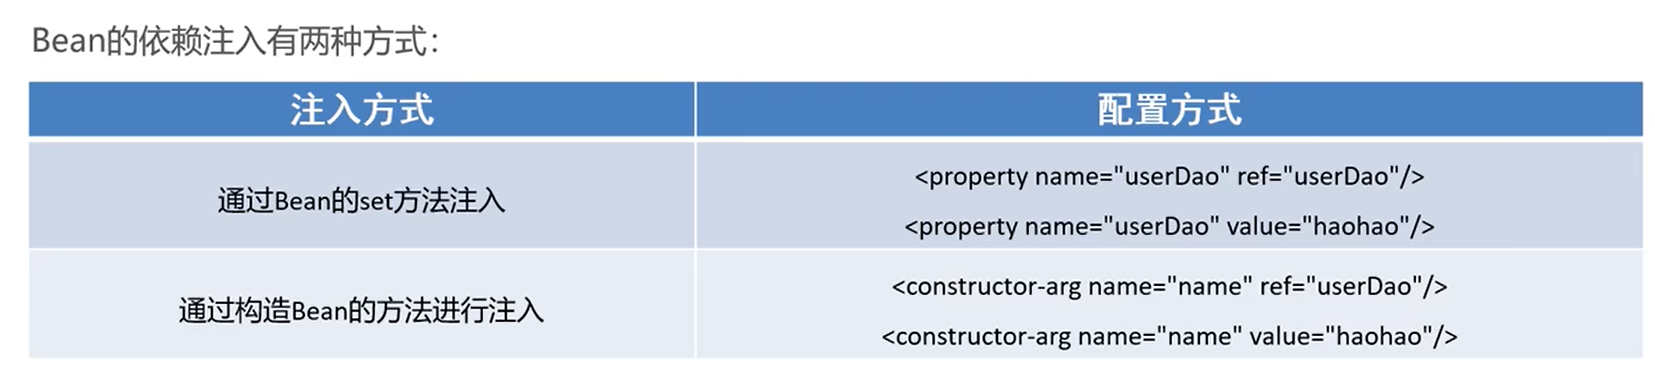 Bean的依赖注入有两种方式：
注入方式
配置方式
通过Bean的set方法注入
<property name="userDao" ref="userDao"/>
<property name="userDao" value="haohao"/>
通过构造Bean的方法进行注入
<constructor-arg name="name" ref="userDao"/>
<constructor-arg name="name" value="haohao"/>